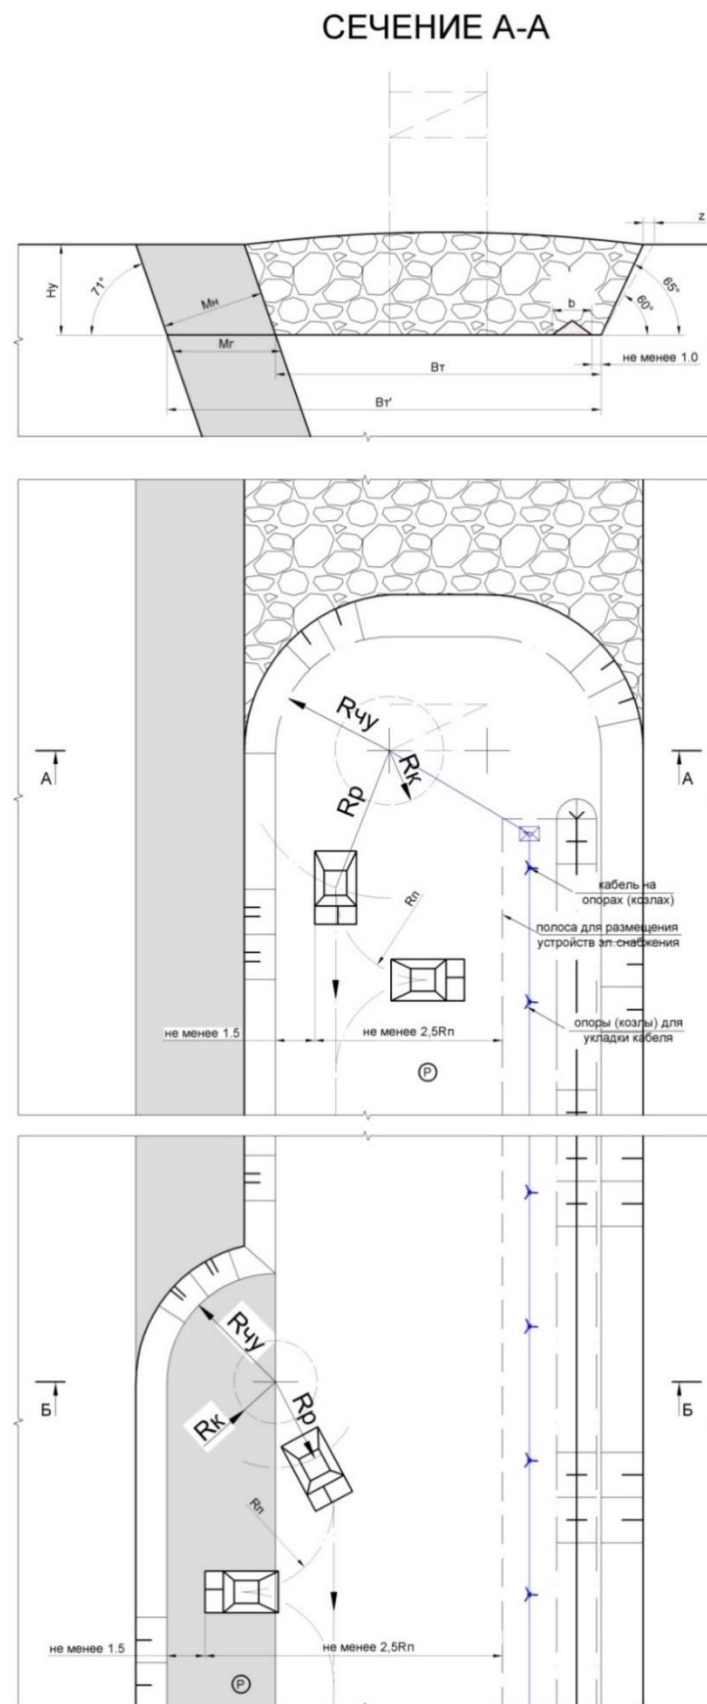 СЕЧЕНИЕ А-А
z
Ну
71°
Мн
Мг
b
65°
60°
не менее 1.0
Вт
Вт'
Rчу
Rк
Rр
А
А
кабель на
опорах (козлах)
Rп
полоса для размещения
устройств эл.снабжения
не менее 1.5
не менее 2,5Rп
опоры (козлы) для
укладки кабеля
Р
Rчу
Rк
Rр
Б
Б
Rп
не менее 1.5
не менее 2,5Rп
Р